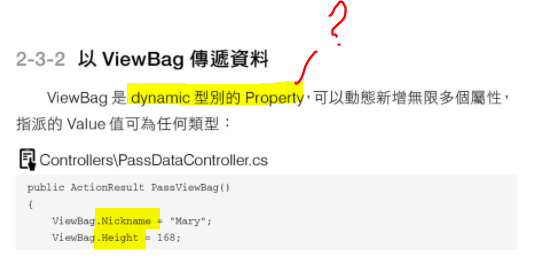 ?
2-3-2 以 ViewBag 傳遞資料
ViewBag 是 dynamic 型別的 Property，可以動態新增無限多個屬性，
指派的 Value 值可為任何類型：
Controllers\PassDataController.cs
public ActionResult PassViewBag()
{
ViewBag.Nickname = "Mary";
ViewBag.Height = 168;